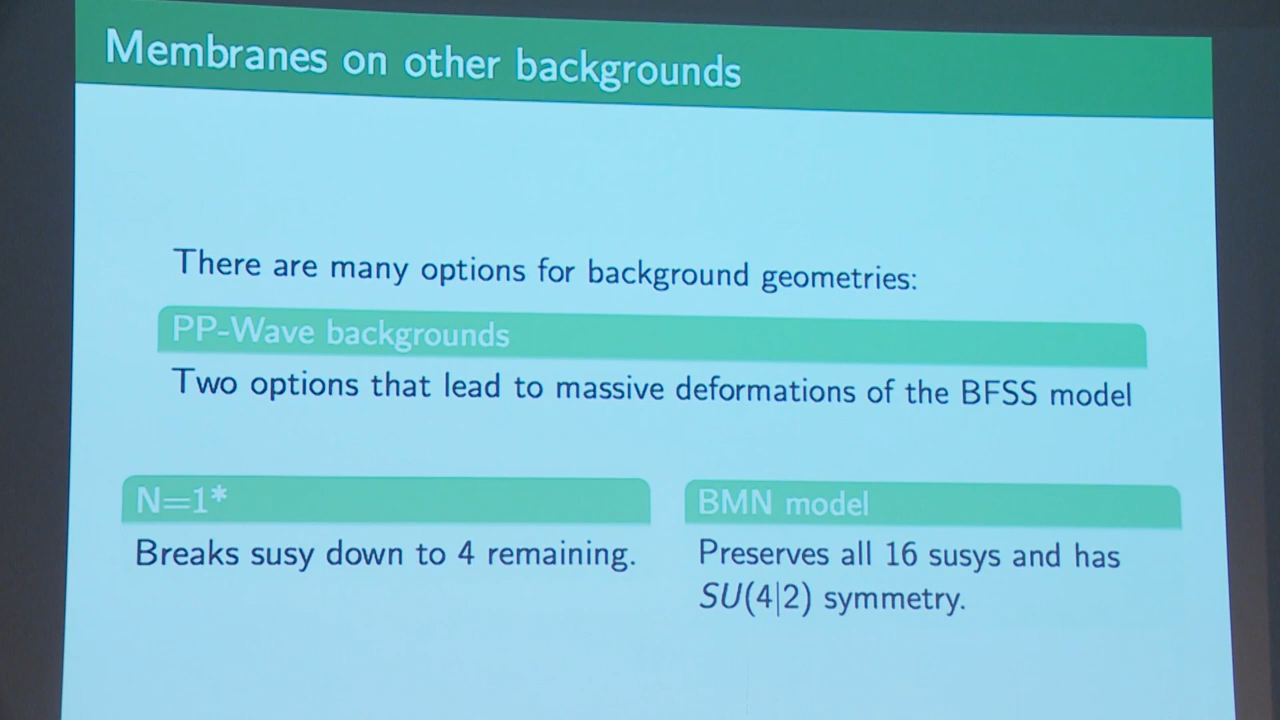 Membranes on other backgrounds
There are many options for background geometries:
PP-Wave backgrounds
Two options that lead to massive deformations of the BFSS model
N=1*
Breaks susy down to 4 remaining.
BMN model
Preserves all 16 susys and has
SU(4|2) symmetry.